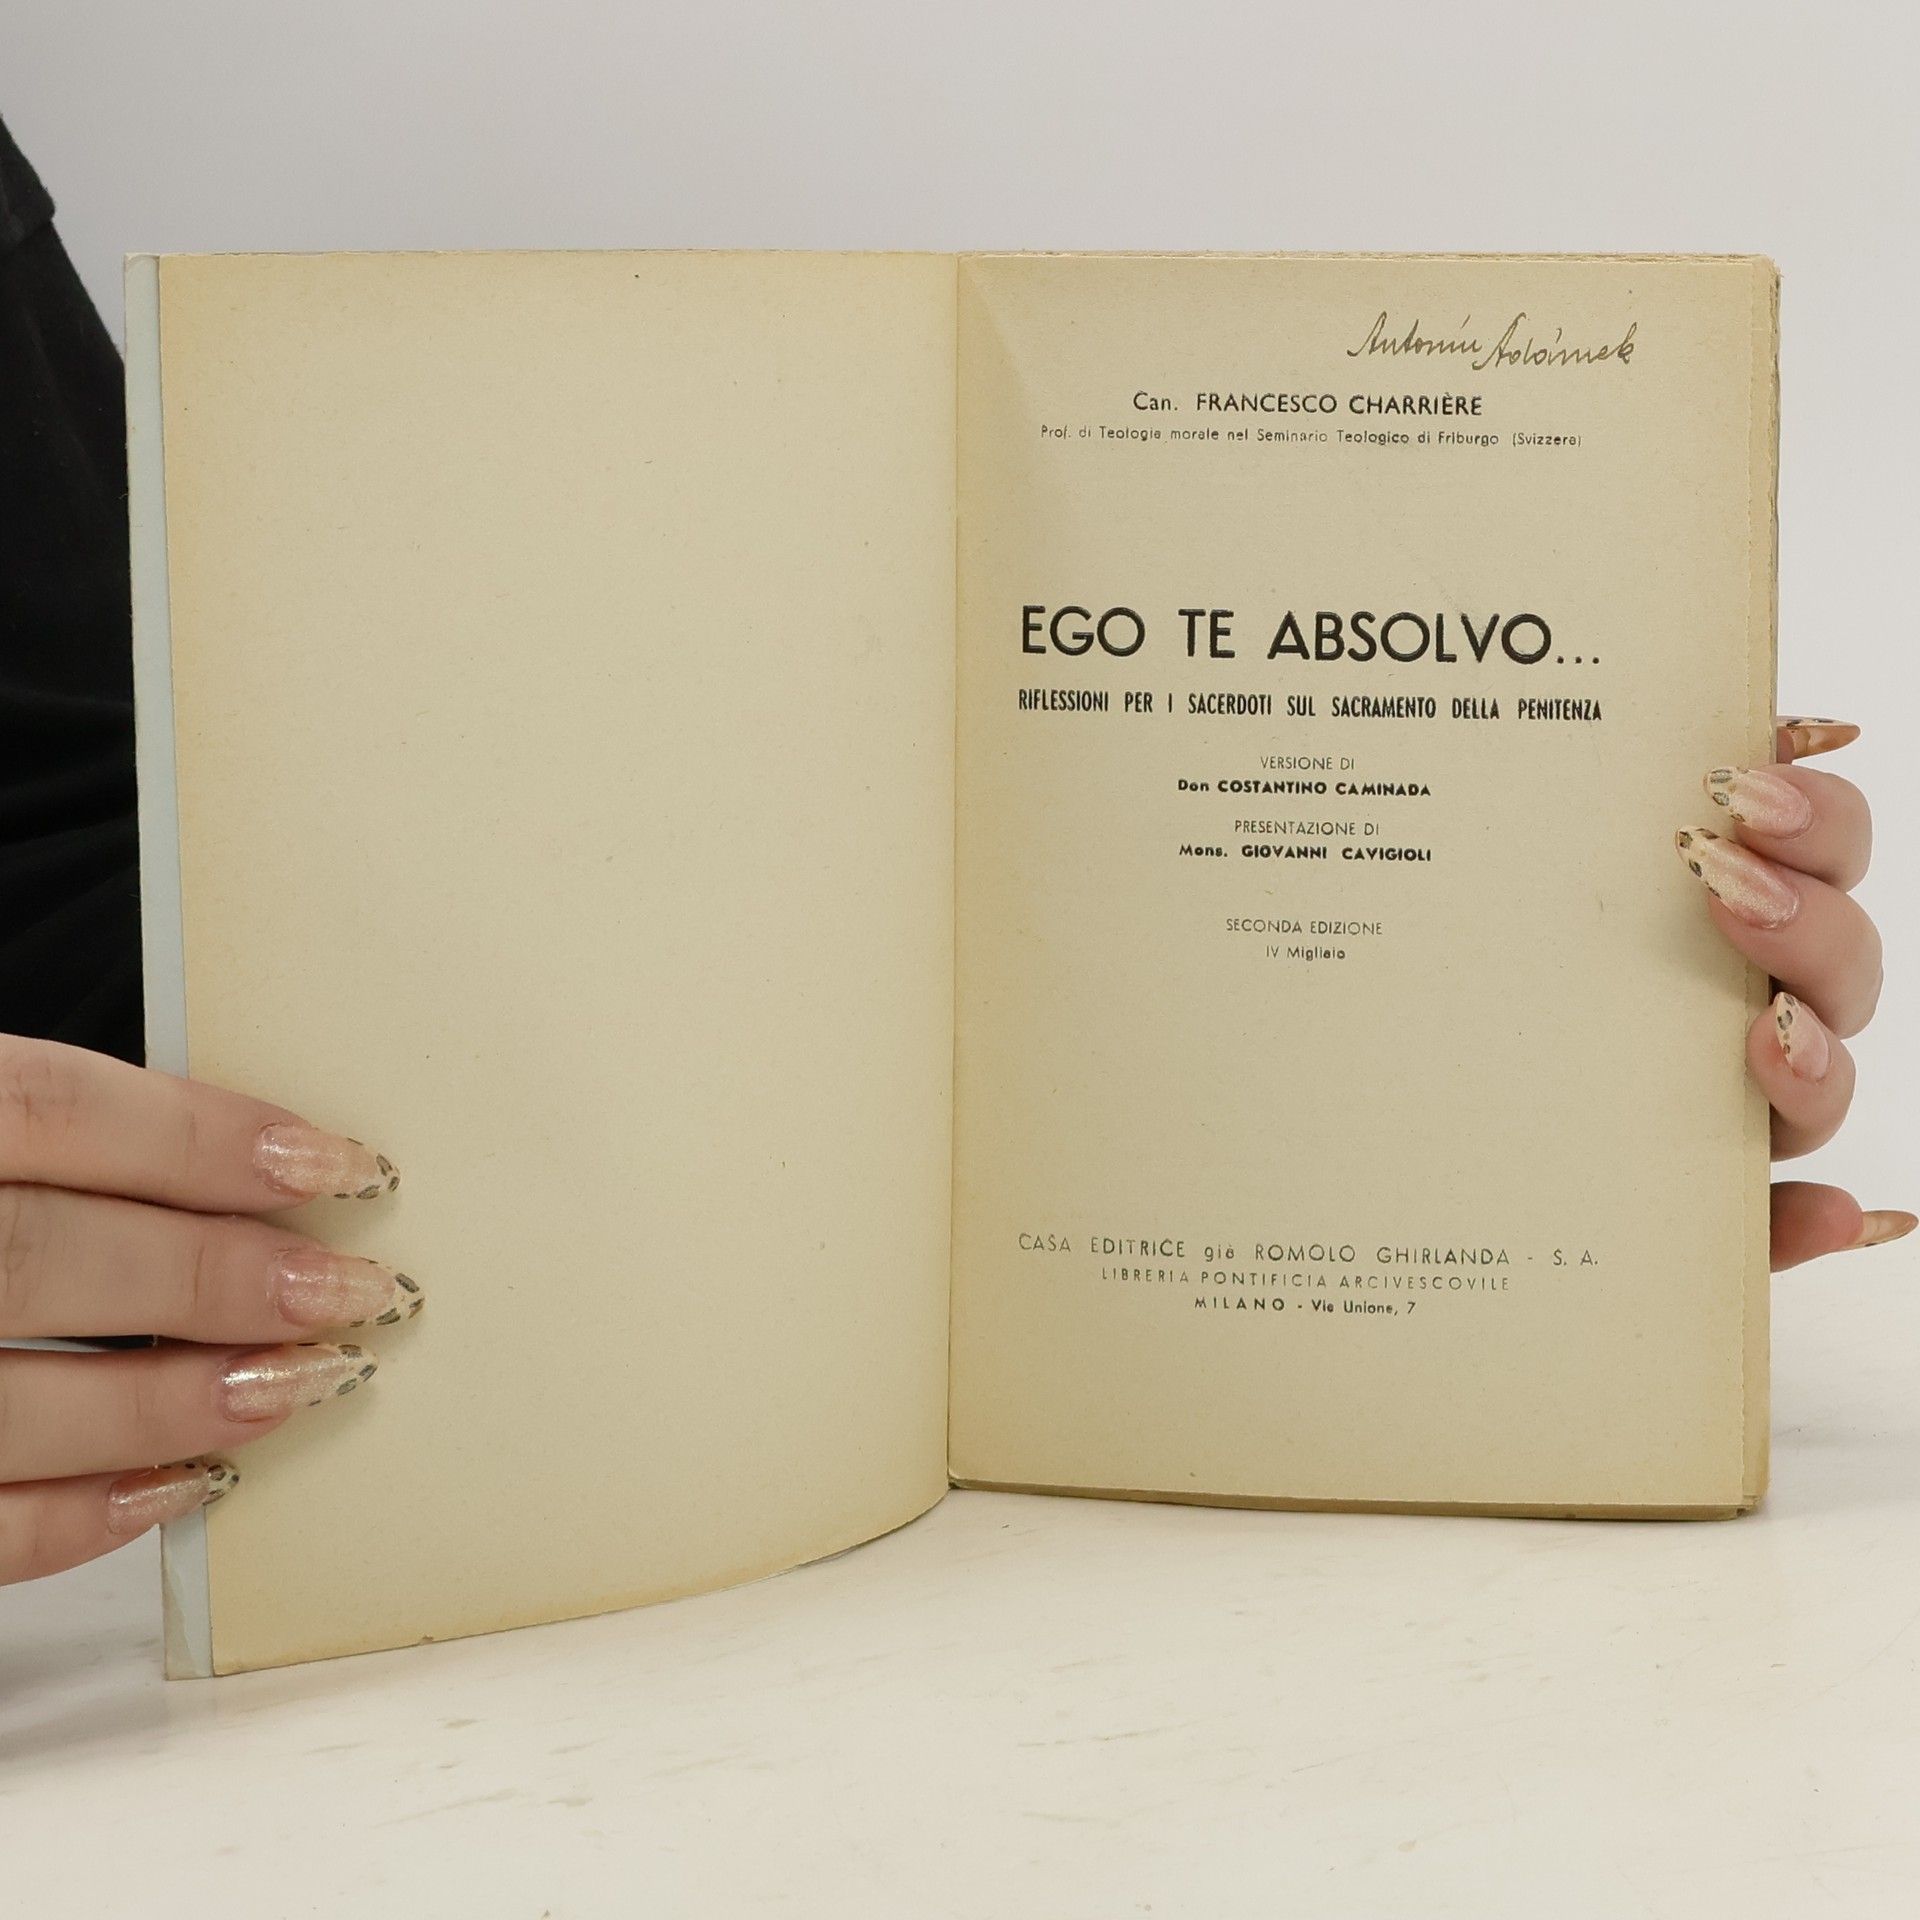 Antonín Adámek
Can. FRANCESCO CHARRIÈRE
Prof. di Teologia morale nel Seminario Teologico di Friburgo (Svizzera)
EGO TE ABSOLVO...
RIFLESSIONI PER I SACERDOTI SUL SACRAMENTO DELLA PENITENZA
VERSIONE DI
Don COSTANTINO CAMINADA
PRESENTAZIONE DI
Mons. GIOVANNI CAVIGIOLI
SECONDA EDIZIONE
IV Migliaio
CASA EDITRICE già ROMOLO GHIRLANDA - S. A.
LIBRERIA PONTIFICIA ARCIVESCOVILE
MILANO - Via Unione, 7